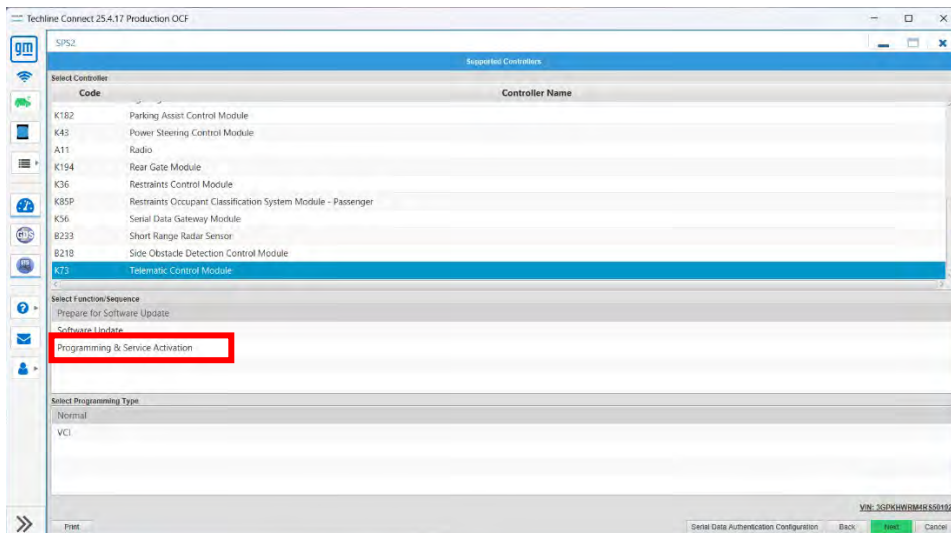 Techline Connect 25.4.17 Production OCF
gm
SPS2
Supported Controllers
Select Controller
Code Controller Name
K182 Parking Assist Control Module
K43 Power Steering Control Module
A11 Radio
K194 Rear Gate Module
K36 Restraints Control Module
K85P Restraints Occupant Classification System Module - Passenger
K56 Serial Data Gateway Module
B233 Short Range Radar Sensor
B218 Side Obstacle Detection Control Module
K73 Telematic Control Module
Select Function/Sequence
Prepare for Software Update
Software Update
Programming & Service Activation
Select Programming Type
Normal
VCI
Print
Serial Data Authentication Configuration Back Next Cancel